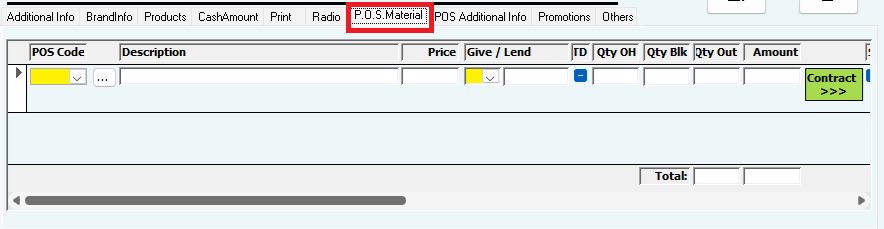 Additional Info BrandInfo Products CashAmount Print Radio P.O.S.Material POS Additional Info Promotions Others
POS Code Description Price Give / Lend TD Qty OH Qty Blk Qty Out Amount
... Contract
>>>
Total: